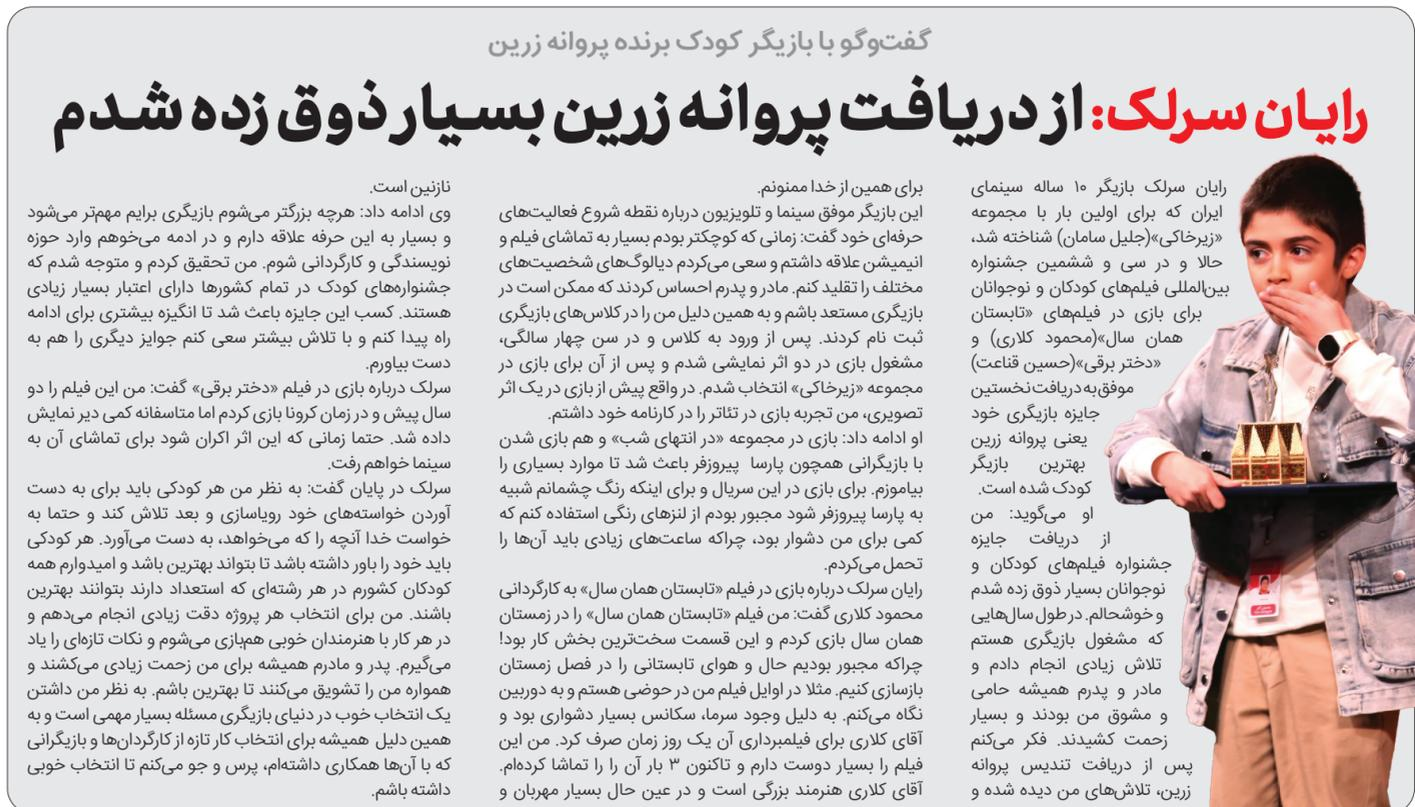 گفت‌وگو با بازیگر کودک برنده پروانه زرین
رایان سرلک: از دریافت پروانه زرین بسیار ذوق زده شدم
رایان سرلک بازیگر ۱۰ ساله سینمای
ایران که برای اولین بار با مجموعه
«زیرخاکی»(جلیل سامان) شناخته شد،
حالا و در سی و ششمین جشنواره
بین‌المللی فیلم‌های کودکان و نوجوانان
برای بازی در فیلم‌های «تابستان
همان سال»(محمود کلاری) و
«دختر برقی»(حسین قناعت)
موفق به دریافت نخستین
جایزه بازیگری خود
یعنی پروانه زرین
بهترین بازیگر
کودک شده است.
او می‌گوید: من
از دریافت جایزه
جشنواره فیلم‌های کودکان و
نوجوانان بسیار ذوق زده شدم
و خوشحالم. در طول سال‌هایی
که مشغول بازیگری هستم
تلاش زیادی انجام دادم و
مادر و پدرم همیشه حامی
و مشوق من بودند و بسیار
زحمت کشیدند. فکر می‌کنم
پس از دریافت تندیس پروانه
زرین، تلاش‌های من دیده شده و
برای همین از خدا ممنونم.
این بازیگر موفق سینما و تلویزیون درباره نقطه شروع فعالیت‌های
حرفه‌ای خود گفت: زمانی که کوچکتر بودم بسیار به تماشای فیلم و
انیمیشن علاقه داشتم و سعی می‌کردم دیالوگ‌های شخصیت‌های
مختلف را تقلید کنم. مادر و پدرم احساس کردند که ممکن است در
بازیگری مستعد باشم و به همین دلیل من را در کلاس‌های بازیگری
ثبت نام کردند. پس از ورود به کلاس و در سن چهار سالگی،
مشغول بازی در دو اثر نمایشی شدم و پس از آن برای بازی در
مجموعه «زیرخاکی» انتخاب شدم. در واقع پیش از بازی در یک اثر
تصویری، من تجربه بازی در تئاتر را در کارنامه خود داشتم.
او ادامه داد: بازی در مجموعه «در انتهای شب» و هم بازی شدن
با بازیگرانی همچون پارسا پیروزفر باعث شد تا موارد بسیاری را
بیاموزم. برای بازی در این سریال و برای اینکه رنگ چشمانم شبیه
به پارسا پیروزفر شود مجبور بودم از لنزهای رنگی استفاده کنم که
کمی برای من دشوار بود، چراکه ساعت‌های زیادی باید آن‌ها را
تحمل می‌کردم.
رایان سرلک درباره بازی در فیلم «تابستان همان سال» به کارگردانی
محمود کلاری گفت: من فیلم «تابستان همان سال» را در زمستان
همان سال بازی کردم و این قسمت سخت‌ترین بخش کار بود!
چراکه مجبور بودیم حال و هوای تابستانی را در فصل زمستان
بازسازی کنیم. مثلا در اوایل فیلم من در حوضی هستم و به دوربین
نگاه می‌کنم. به دلیل وجود سرما، سکانس بسیار دشواری بود و
آقای کلاری برای فیلمبرداری آن یک روز زمان صرف کرد. من این
فیلم را بسیار دوست دارم و تاکنون ۳ بار آن را را تماشا کرده‌ام.
آقای کلاری هنرمند بزرگی است و در عین حال بسیار مهربان و
نازنین است.
وی ادامه داد: هرچه بزرگتر می‌شوم بازیگری برایم مهم‌تر می‌شود
و بسیار به این حرفه علاقه دارم و در ادمه می‌خوهم وارد حوزه
نویسندگی و کارگردانی شوم. من تحقیق کردم و متوجه شدم که
جشنواره‌های کودک در تمام کشورها دارای اعتبار بسیار زیادی
هستند. کسب این جایزه باعث شد تا انگیزه بیشتری برای ادامه
راه پیدا کنم و با تلاش بیشتر سعی کنم جوایز دیگری را هم به
دست بیاورم.
سرلک درباره بازی در فیلم «دختر برقی» گفت: من این فیلم را دو
سال پیش و در زمان کرونا بازی کردم اما متاسفانه کمی دیر نمایش
داده شد. حتما زمانی که این اثر اکران شود برای تماشای آن به
سینما خواهم رفت.
سرلک در پایان گفت: به نظر من هر کودکی باید برای به دست
آوردن خواسته‌های خود رویاسازی و بعد تلاش کند و حتما به
خواست خدا آنچه را که می‌خواهد، به دست می‌آورد. هر کودکی
باید خود را باور داشته باشد تا بتواند بهترین باشد و امیدوارم همه
کودکان کشورم در هر رشته‌ای که استعداد دارند بتوانند بهترین
باشند. من برای انتخاب هر پروژه دقت زیادی انجام می‌دهم و
در هر کار با هنرمندان خوبی هم‌بازی می‌شوم و نکات تازه‌ای را یاد
می‌گیرم. پدر و مادرم همیشه برای من زحمت زیادی می‌کشند و
همواره من را تشویق می‌کنند تا بهترین باشم. به نظر من داشتن
یک انتخاب خوب در دنیای بازیگری مسئله بسیار مهمی است و به
همین دلیل همیشه برای انتخاب کار تازه از کارگردان‌ها و بازیگرانی
که با آن‌ها همکاری داشته‌ام، پرس و جو می‌کنم تا انتخاب خوبی
داشته باشم.